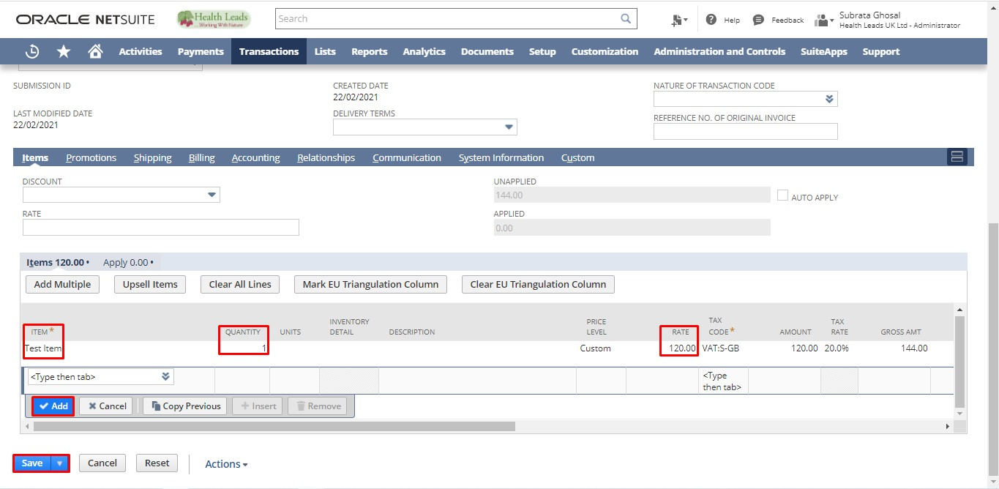 ORACLE NETSUITE
Health Leads
...Working With Nature
Search
Help
Feedback
Subrata Ghosal
Health Leads UK Ltd - Administrator
Activities Payments Transactions Lists Reports Analytics Documents Setup Customization Administration and Controls SuiteApps Support
SUBMISSION ID
LAST MODIFIED DATE
22/02/2021
CREATED DATE
22/02/2021
DELIVERY TERMS
NATURE OF TRANSACTION CODE
REFERENCE NO. OF ORIGINAL INVOICE
Items Promotions Shipping Billing Accounting Relationships Communication System Information Custom
DISCOUNT
RATE
UNAPPLIED
144.00
AUTO APPLY
APPLIED
0.00
Items 120.00 • Apply 0.00 •
Add Multiple Upsell Items Clear All Lines Mark EU Triangulation Column Clear EU Triangulation Column
ITEM*
QUANTITY
UNITS
INVENTORY
DETAIL
DESCRIPTION
PRICE
LEVEL
RATE
TAX
CODE*
AMOUNT
TAX
RATE
GROSS AMT
Test Item 1 Custom 120.00 VAT:S-GB 120.00 20.0% 144.00
<Type then tab>
<Type
then tab>
Add Cancel Copy Previous Insert Remove
Save Cancel Reset Actions